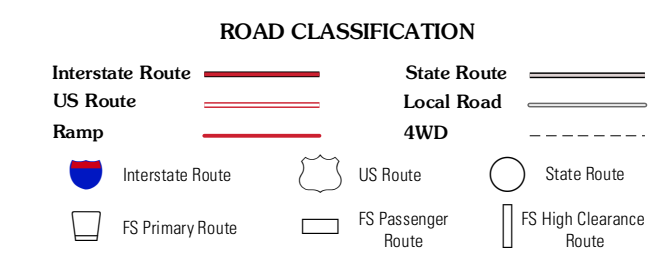 ROAD CLASSIFICATION
Interstate Route State Route
US Route Local Road
Ramp 4WD
Interstate Route US Route State Route
FS Primary Route FS Passenger Route FS High Clearance Route